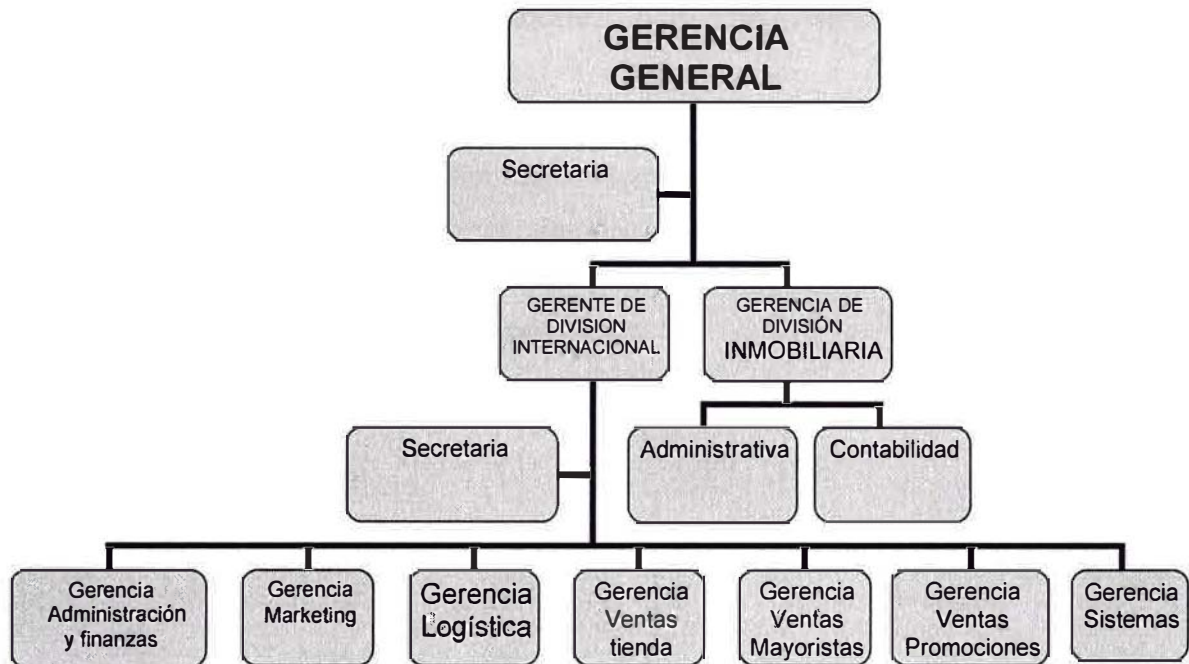 GERENCIA
GENERAL
Secretaria
GERENTE DE
DIVISION
INTERNACIONAL
GERENCIA DE
DIVISIÓN
INMOBILIARIA
Secretaria
Administrativa
Contabilidad
Gerencia
Administración
y finanzas
Gerencia
Marketing
Gerencia
Logística
Gerencia
Ventas
tienda
Gerencia
Ventas
Mayoristas
Gerencia
Ventas
Promociones
Gerencia
Sistemas